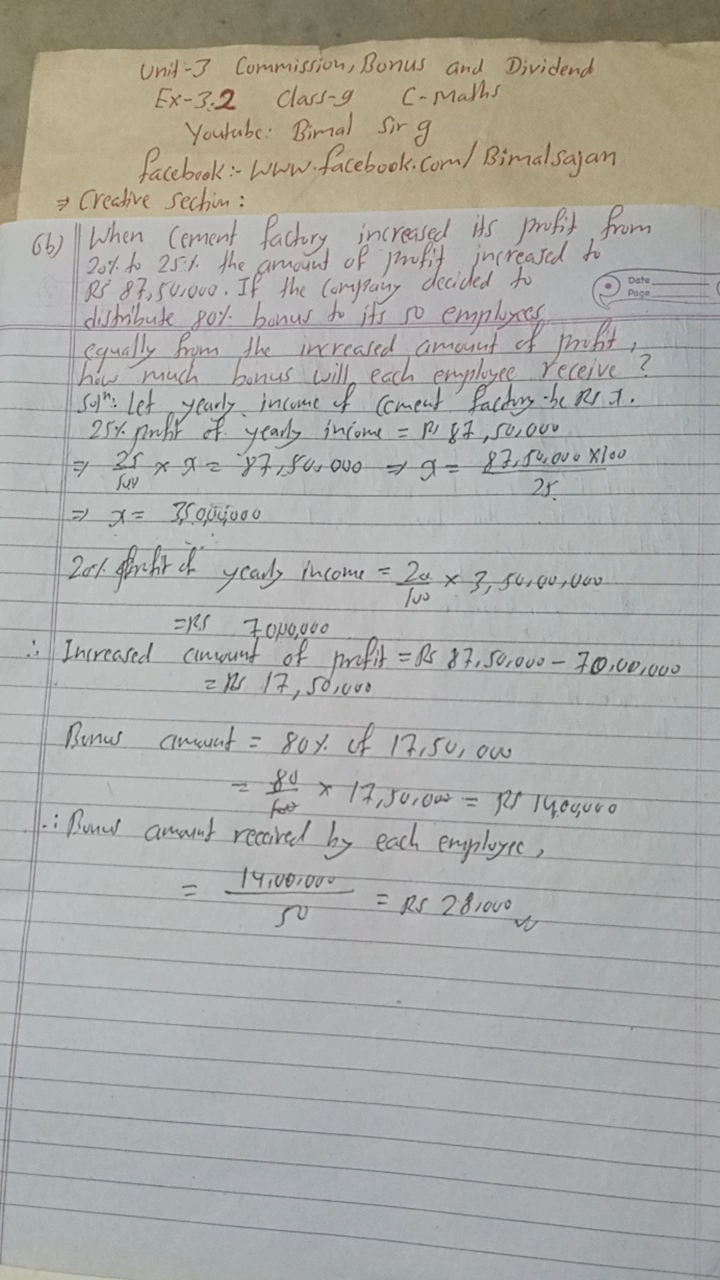 Unit-3 Commission, Bonus and Dividend
Ex-3.2 Class-9 C-Maths
Youtube: Bimal Sir g
facebook:- www.facebook.com/Bimalsajan
⇒ Creative Section:
6b) When Cement factory increased its profit from
20% to 25% the amount of profit increased to
RS 87,50,000. If the Company decided to
Date
Page
distribute 80% bonus to its 50 employees
equally from the increased amount of profit,
how much bonus will each employee receive?
Solⁿ: Let yearly income of cement factory be RS x.
25% profit of yearly income = Rs 87,50,000
⇒ 25/100 × x = 87,50,000 ⇒ x = 87,50,000 × 100 / 25
⇒ x = 35000000
20% profit of yearly income = 20/100 × 3,50,00,000
= RS 7000,000
∴ Increased amount of profit = RS 87,50,000 - 70,00,000
= RS 17,50,000
Bonus amount = 80% of 17,50,000
= 80/100 × 17,50,000 = RS 14,00,000
∴ Bonus amount received by each employee,
= 14,00,000 / 50 = RS 28,000